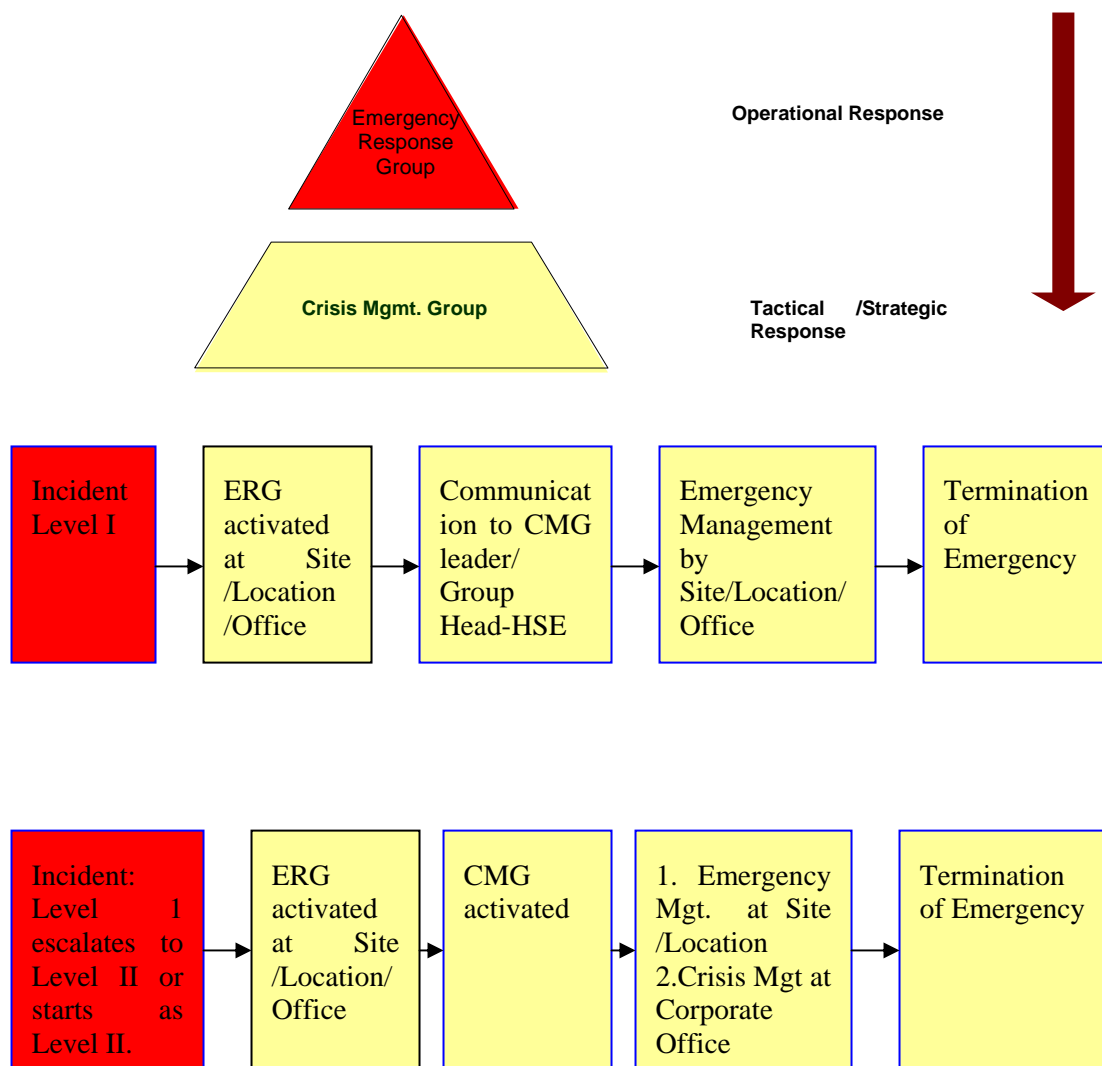 Emergency
Response
Group
Operational Response
Crisis Mgmt. Group
Tactical /Strategic
Response
Incident
Level I
ERG
activated
at Site
/Location
/Office
Communicat
ion to CMG
leader/
Group
Head-HSE
Emergency
Management
by
Site/Location/
Office
Termination
of
Emergency
Incident:
Level 1
escalates to
Level II or
starts as
Level II.
ERG
activated
at Site
/Location/
Office
CMG
activated
1. Emergency
Mgt. at Site
/Location
2.Crisis Mgt at
Corporate
Office
Termination
of Emergency